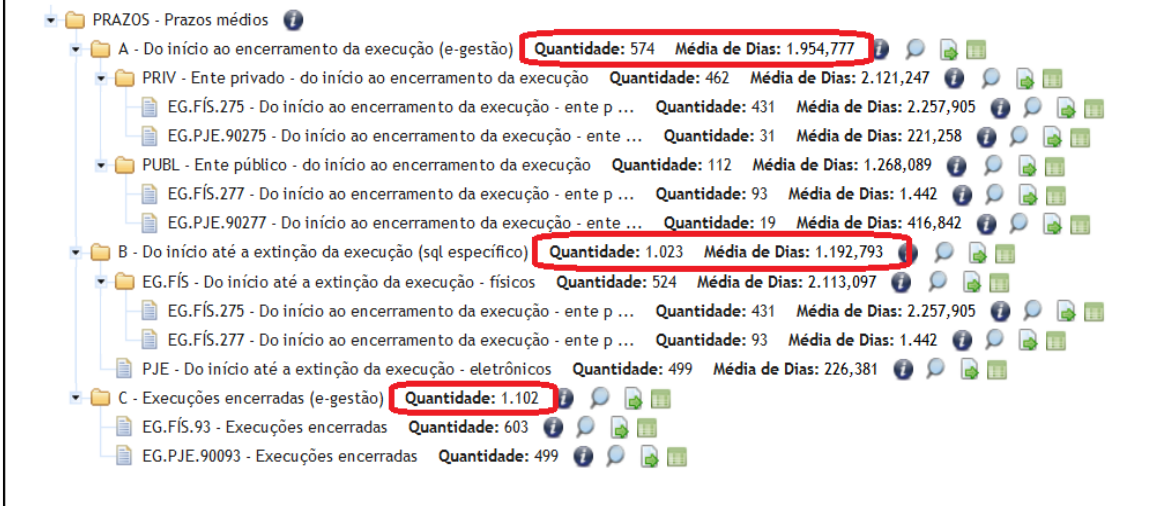 PRAZOS - Prazos médios
A - Do início ao encerramento da execução (e-gestão) Quantidade: 574 Média de Dias: 1.954,777
PRIV - Ente privado - do início ao encerramento da execução Quantidade: 462 Média de Dias: 2.121,247
EG.FÍS.275 - Do início ao encerramento da execução - ente p ... Quantidade: 431 Média de Dias: 2.257,905
EG.PJE.90275 - Do início ao encerramento da execução - ente ... Quantidade: 31 Média de Dias: 221,258
PUBL - Ente público - do início ao encerramento da execução Quantidade: 112 Média de Dias: 1.268,089
EG.FÍS.277 - Do início ao encerramento da execução - ente p ... Quantidade: 93 Média de Dias: 1.442
EG.PJE.90277 - Do início ao encerramento da execução - ente ... Quantidade: 19 Média de Dias: 416,842
B - Do início até a extinção da execução (sql específico) Quantidade: 1.023 Média de Dias: 1.192,793
EG.FÍS - Do início até a extinção da execução - físicos Quantidade: 524 Média de Dias: 2.113,097
EG.FÍS.275 - Do início ao encerramento da execução - ente p ... Quantidade: 431 Média de Dias: 2.257,905
EG.FÍS.277 - Do início ao encerramento da execução - ente p ... Quantidade: 93 Média de Dias: 1.442
PJE - Do início até a extinção da execução - eletrônicos Quantidade: 499 Média de Dias: 226,381
C - Execuções encerradas (e-gestão) Quantidade: 1.102
EG.FÍS.93 - Execuções encerradas Quantidade: 603
EG.PJE.90093 - Execuções encerradas Quantidade: 499